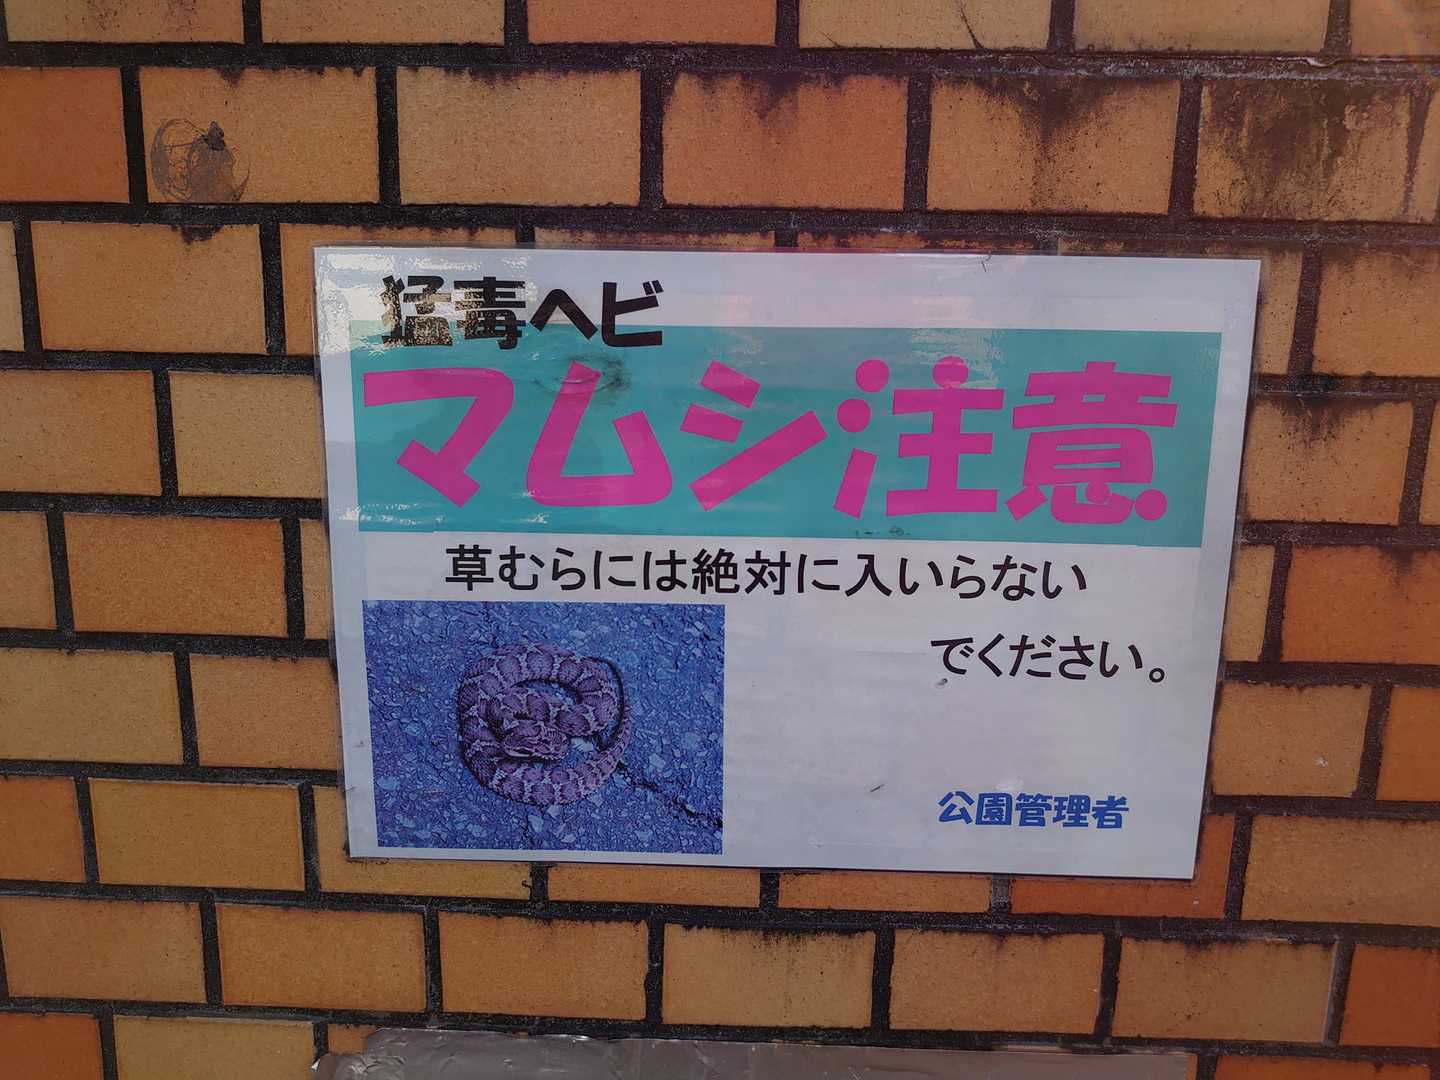 猛毒ヘビ
マムシ注意
草むらには絶対に入いらない
でください。
公園管理者